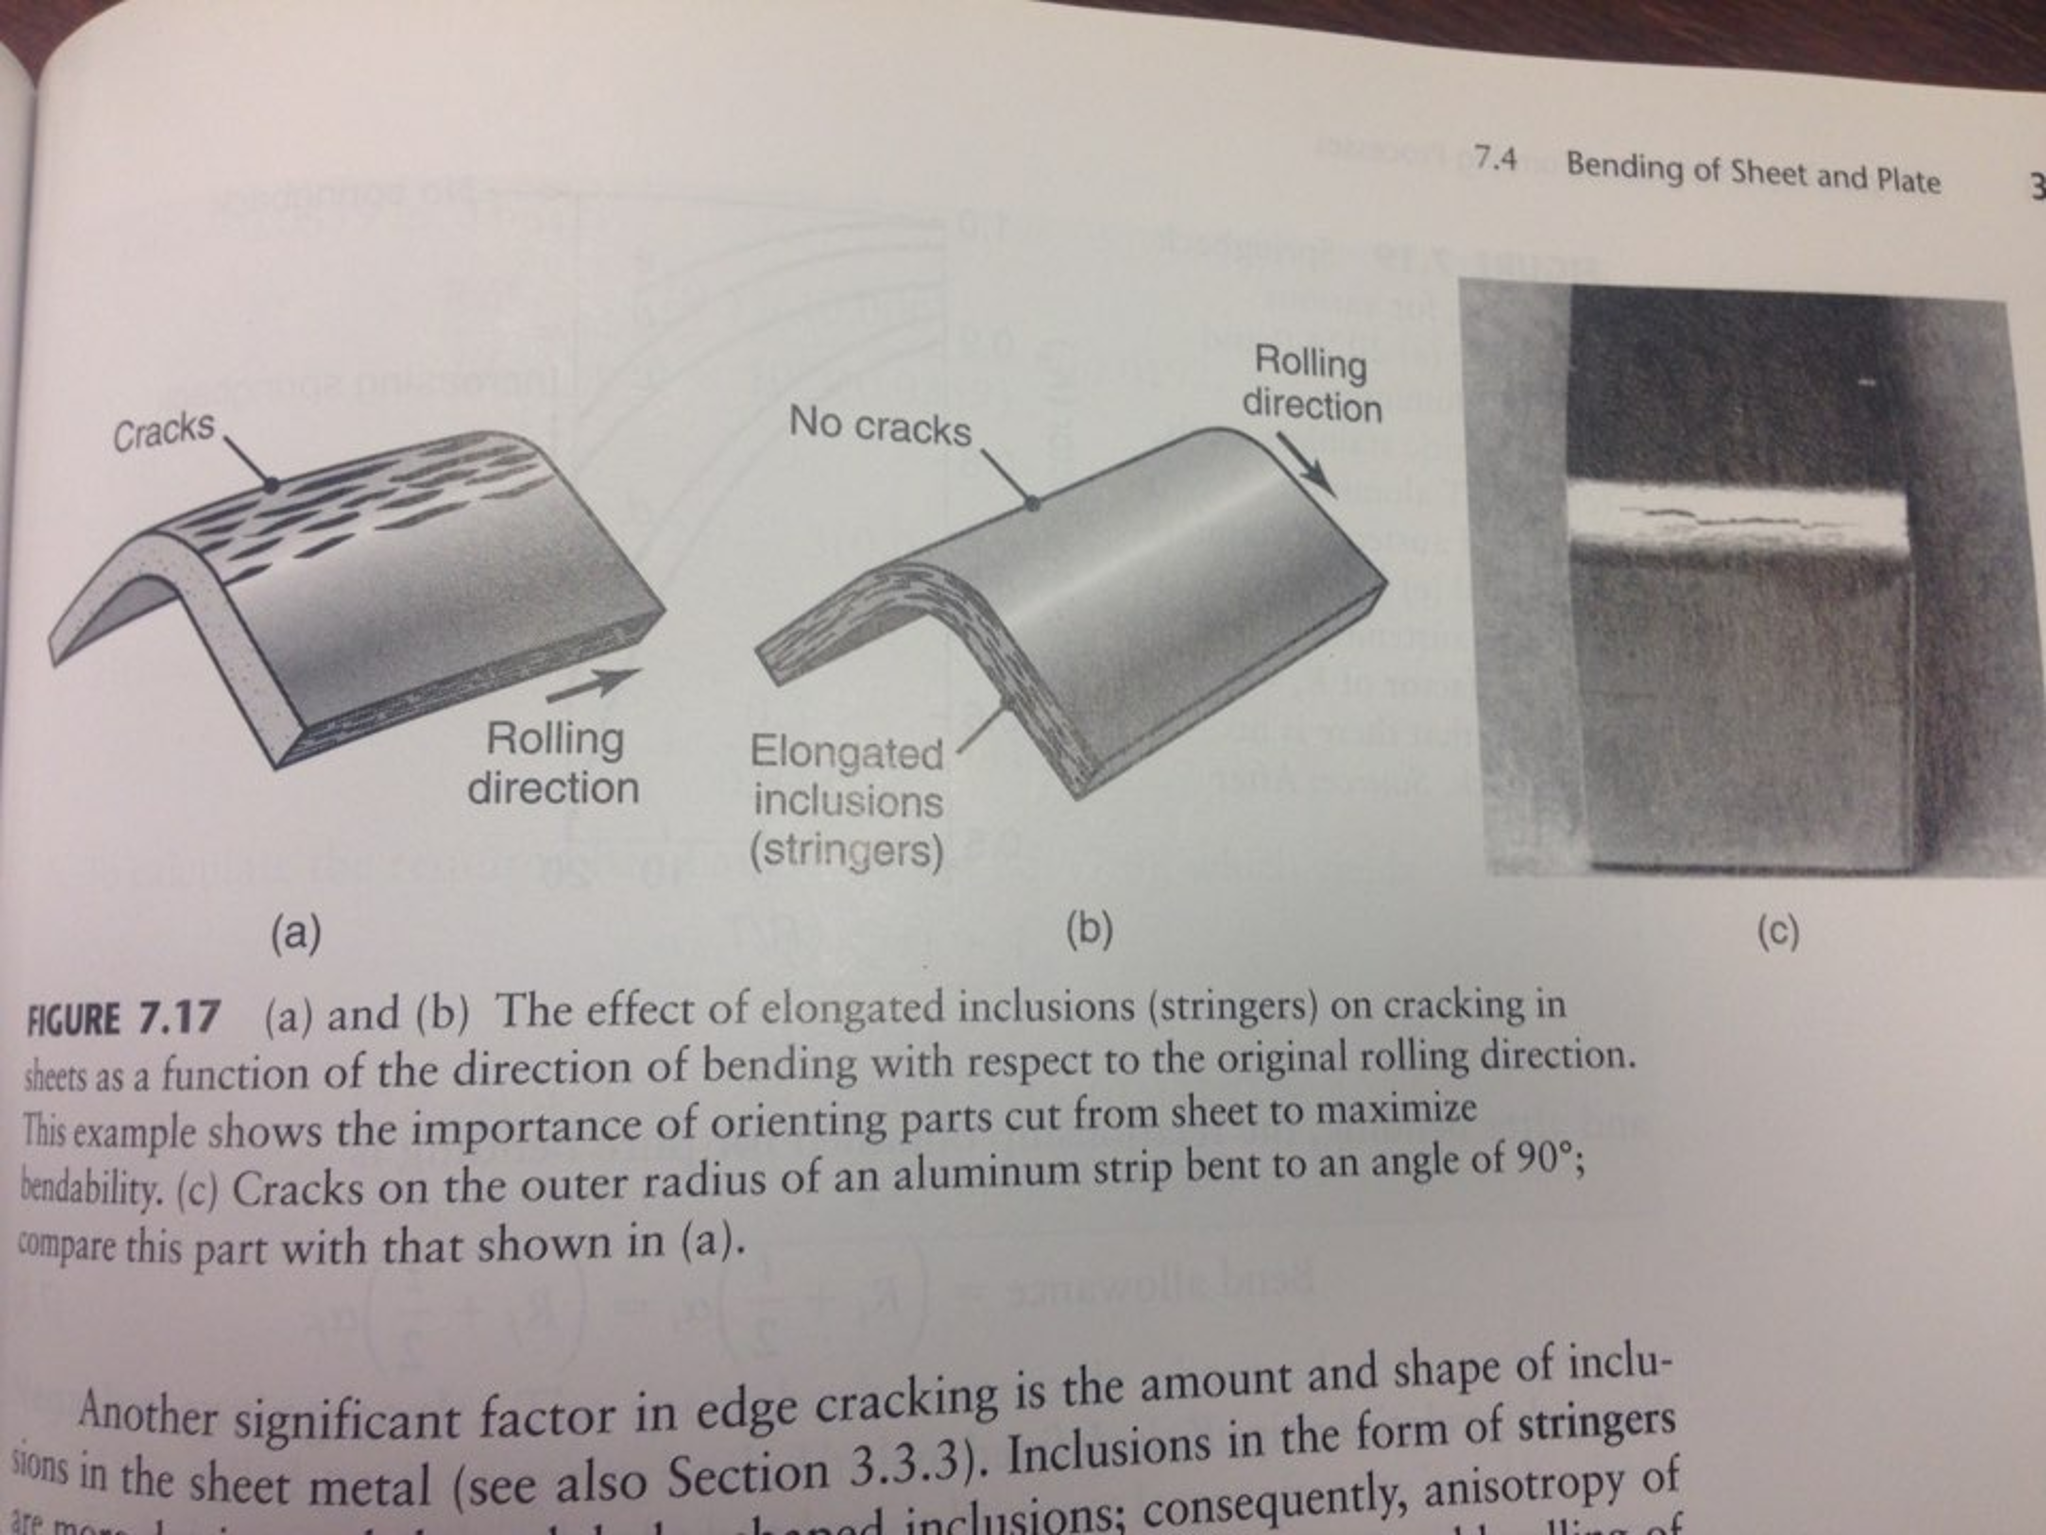 7.4 Bending of Sheet and Plate 3
Rolling
direction
Cracks
No cracks
Rolling
direction
Elongated
inclusions
(stringers)
(a)
(b)
(c)
FIGURE 7.17 (a) and (b) The effect of elongated inclusions (stringers) on cracking in
sheets as a function of the direction of bending with respect to the original rolling direction.
This example shows the importance of orienting parts cut from sheet to maximize
bendability. (c) Cracks on the outer radius of an aluminum strip bent to an angle of 90°;
compare this part with that shown in (a).
Another significant factor in edge cracking is the amount and shape of inclu-
sions in the sheet metal (see also Section 3.3.3). Inclusions in the form of stringers
are inclusions; consequently, anisotropy of
of